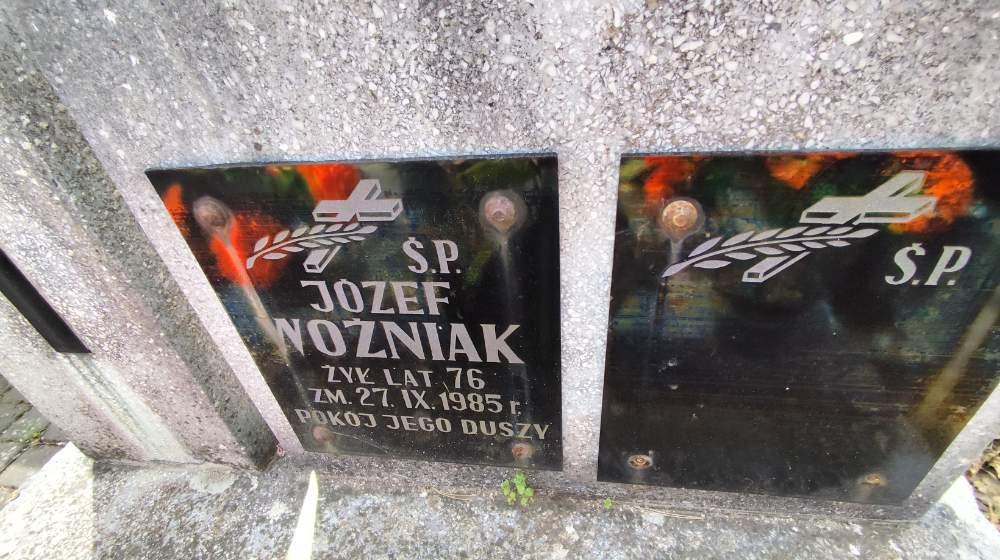 Ś.P.
JÓZEF
WOŹNIAK
ŻYŁ LAT 76
ZM. 27. IX. 1985 r.
POKÓJ JEGO DUSZY
Ś.P.